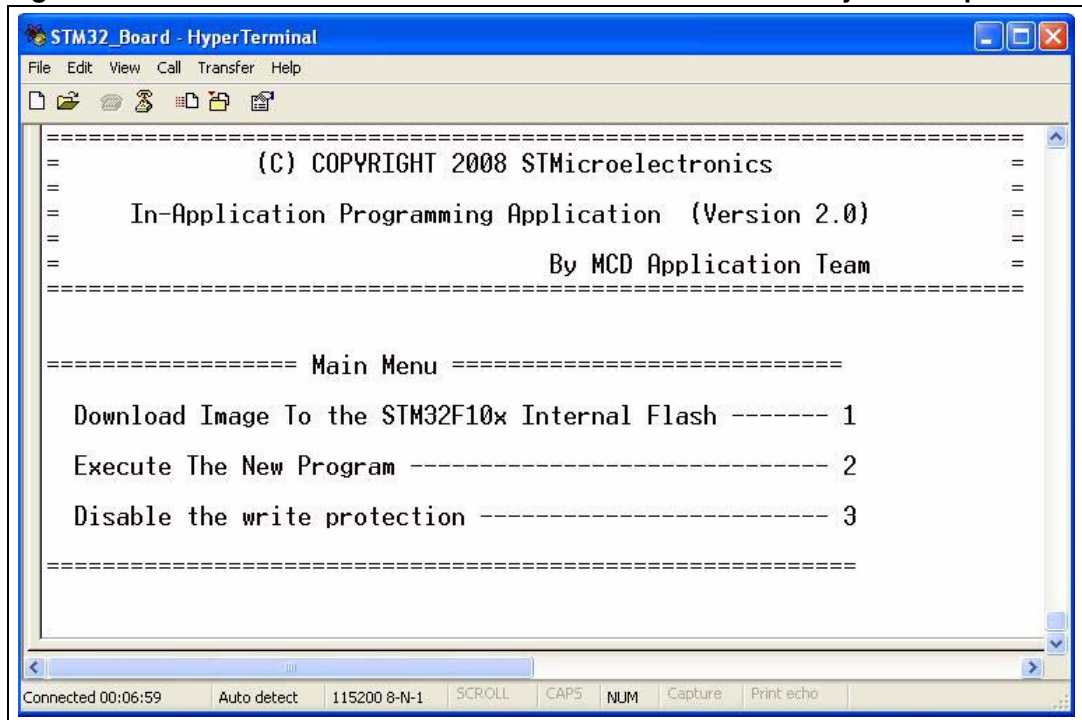 STM32_Board - HyperTerminal
File Edit View Call Transfer Help
======================================================================
= (C) COPYRIGHT 2008 STMicroelectronics =
= =
= In-Application Programming Application (Version 2.0) =
= =
= By MCD Application Team =
======================================================================
================== Main Menu ============================
Download Image To the STM32F10x Internal Flash ------- 1
Execute The New Program ------------------------------ 2
Disable the write protection ------------------------- 3
==========================================================
Connected 00:06:59 Auto detect 115200 8-N-1 SCROLL CAPS NUM Capture Print echo